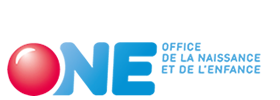 ONE
OFFICE
DE LA NAISSANCE
ET DE L'ENFANCE